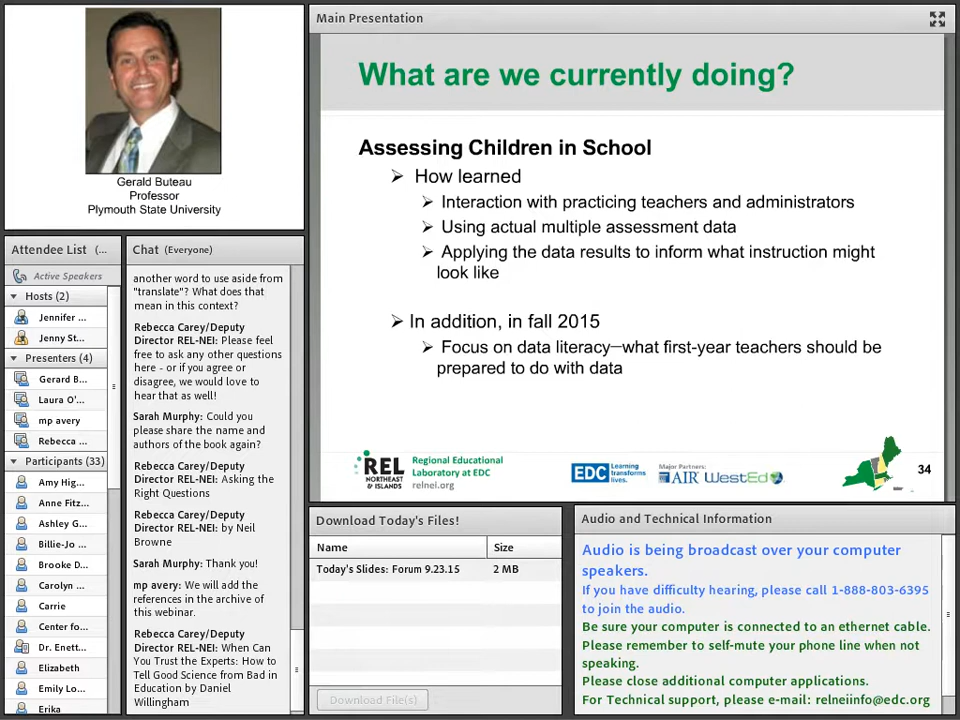 Gerald Buteau
Professor
Plymouth State University
Main Presentation
What are we currently doing?
Assessing Children in School
➢ How learned
➢ Interaction with practicing teachers and administrators
➢ Using actual multiple assessment data
➢ Applying the data results to inform what instruction might
look like
➢ In addition, in fall 2015
➢ Focus on data literacy—what first-year teachers should be
prepared to do with data
REL
NORTHEAST
& ISLANDS
Regional Educational
Laboratory at EDC
relnei.org
EDC
Learning
transforms
lives.
Major Partners:
AIR
WestEd
34
Attendee List (...
Active Speakers
Hosts (2)
Jennifer ...
Jenny St...
Presenters (4)
Gerard B...
Laura O'...
mp avery
Rebecca ...
Participants (33)
Amy Hig...
Anne Fitz...
Ashley G...
Billie-Jo ...
Brooke D...
Carolyn ...
Carrie
Center fo...
Dr. Enett...
Elizabeth
Emily Lo...
Erika
Chat (Everyone)
another word to use aside from
"translate"? What does that
mean in this context?
Rebecca Carey/Deputy
Director REL-NEI: Please feel
free to ask any other questions
here - or if you agree or
disagree, we would love to
hear that as well!
Sarah Murphy: Could you
please share the name and
authors of the book again?
Rebecca Carey/Deputy
Director REL-NEI: Asking the
Right Questions
Rebecca Carey/Deputy
Director REL-NEI: by Neil
Browne
Sarah Murphy: Thank you!
mp avery: We will add the
references in the archive of
this webinar.
Rebecca Carey/Deputy
Director REL-NEI: When Can
You Trust the Experts: How to
Tell Good Science from Bad in
Education by Daniel
Willingham
Download Today's Files!
Name
Size
Today's Slides: Forum 9.23.15
2 MB
Download File(s)
Audio and Technical Information
Audio is being broadcast over your computer
speakers.
If you have difficulty hearing, please call 1-888-803-6395
to join the audio.
Be sure your computer is connected to an ethernet cable.
Please remember to self-mute your phone line when not
speaking.
Please close additional computer applications.
For Technical support, please e-mail: relneiinfo@edc.org